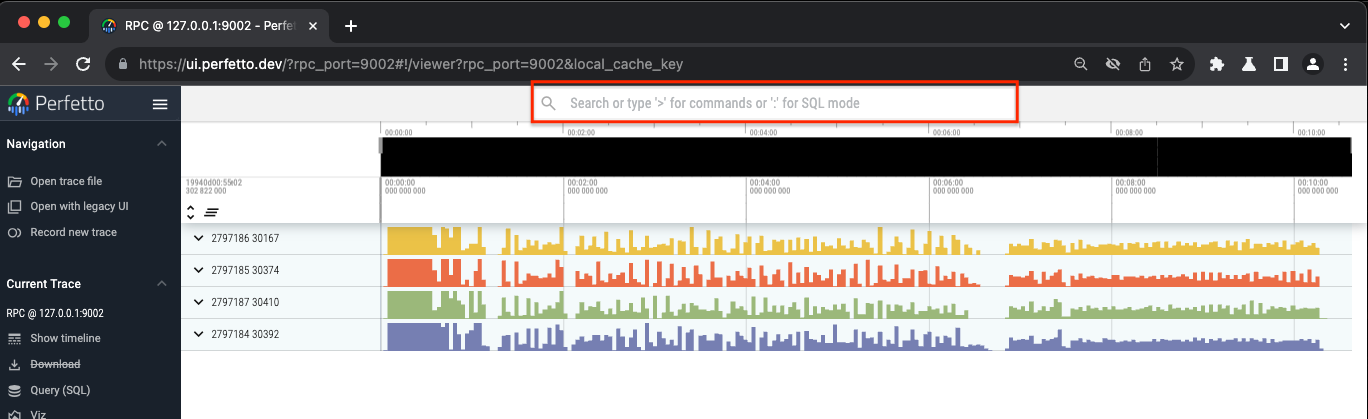 RPC @ 127.0.0.1:9002 - Perfet
https://ui.perfetto.dev/?rpc_port=9002#!/viewer?rpc_port=9002&local_cache_key
Perfetto
Search or type '>' for commands or ':' for SQL mode
00:00:00 00:02:00 00:04:00 00:06:00 00:08:00 00:10:00
Navigation
Open trace file
Open with legacy UI
Record new trace
19940d00:55:02
302 822 000
00:00:00 00:02:00 00:04:00 00:06:00 00:08:00 00:10:00
000 000 000 000 000 000 000 000 000 000 000 000 000 000 000 000 000 000
2797186 30167
2797185 30374
2797187 30410
2797184 30392
Current Trace
RPC @ 127.0.0.1:9002
Show timeline
Download
Query (SQL)
Viz